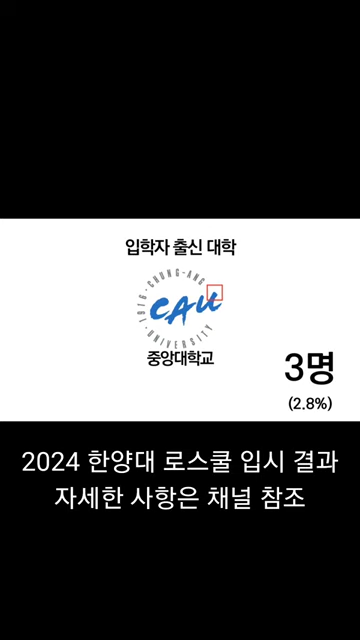 입학자 출신 대학
1916·CHUNG-ANG·UNIVERSITY·
CAU
중앙대학교
3명
(2.8%)
2024 한양대 로스쿨 입시 결과
자세한 사항은 채널 참조